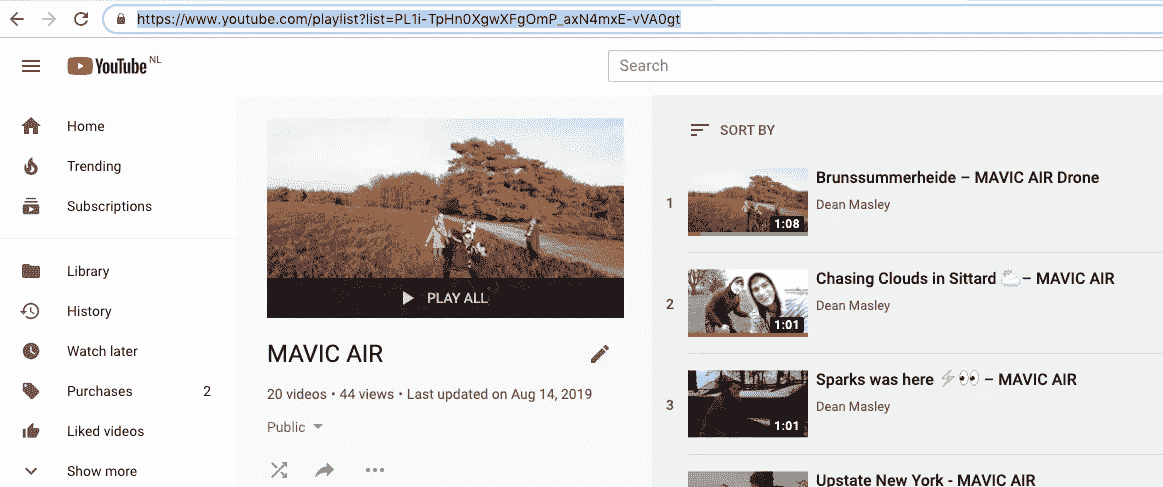 https://www.youtube.com/playlist?list=PL1i-TpHn0XgwXFgOmP_axN4mxE-vVA0gt
YouTube NL
Search
Home
Trending
Subscriptions
Library
History
Watch later
Purchases 2
Liked videos
Show more
PLAY ALL
MAVIC AIR
20 videos • 44 views • Last updated on Aug 14, 2019
Public
SORT BY
1
1:08
Brunssummerheide – MAVIC AIR Drone
Dean Masley
2
1:01
Chasing Clouds in Sittard 🌦️– MAVIC AIR
Dean Masley
3
1:01
Sparks was here ⚡👀 – MAVIC AIR
Dean Masley
Upstate New York - MAVIC AIR